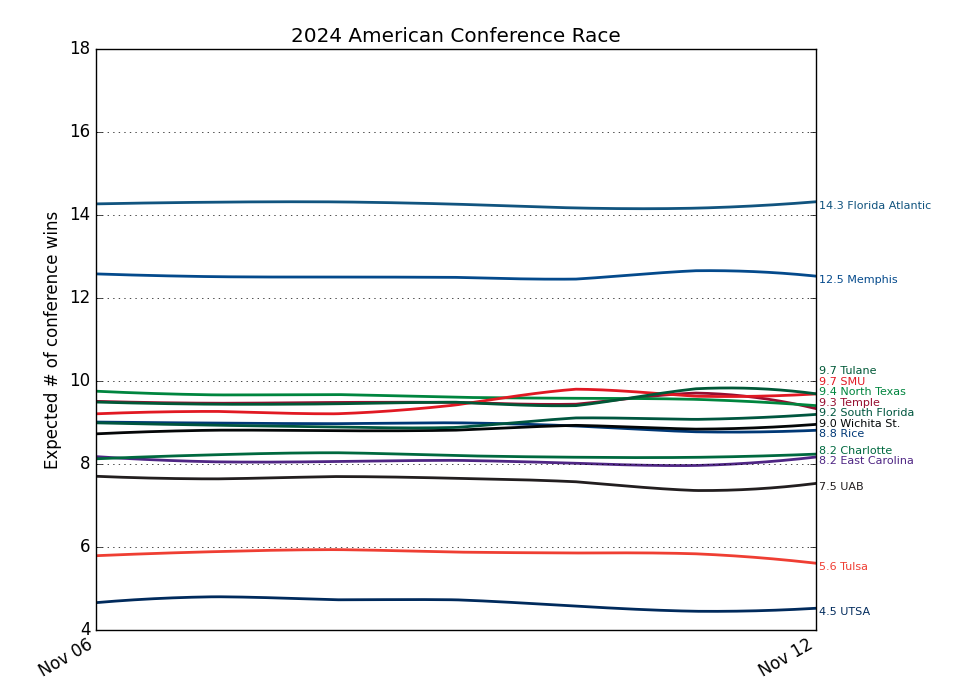 2024 American Conference Race
Expected # of conference wins
18
16
14
12
10
8
6
4
14.3 Florida Atlantic
12.5 Memphis
9.7 Tulane
9.7 SMU
9.4 North Texas
9.3 Temple
9.2 South Florida
9.0 Wichita St.
8.8 Rice
8.2 Charlotte
8.2 East Carolina
7.5 UAB
5.6 Tulsa
4.5 UTSA
Nov 06
Nov 12